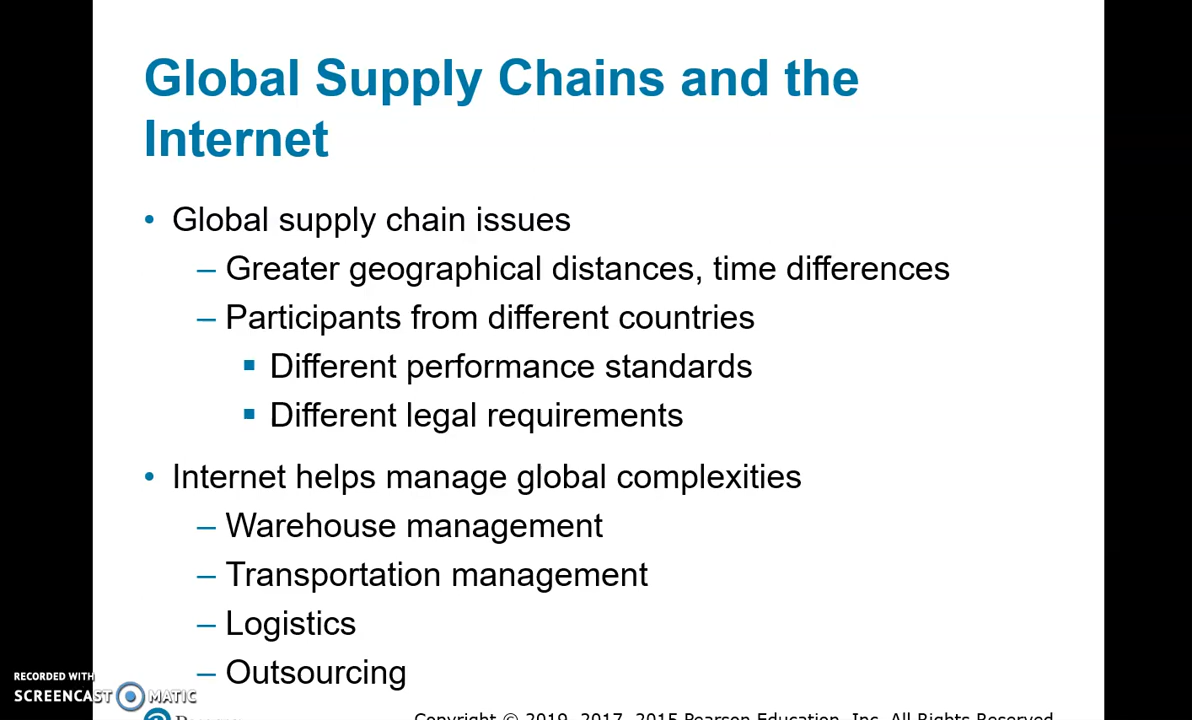 Global Supply Chains and the
Internet
• Global supply chain issues
– Greater geographical distances, time differences
– Participants from different countries
▪ Different performance standards
▪ Different legal requirements
• Internet helps manage global complexities
– Warehouse management
– Transportation management
– Logistics
– Outsourcing
RECORDED WITH
SCREENCAST MATIC
Copyright © 2019, 2017, 2015 Pearson Education, Inc. All Rights Reserved